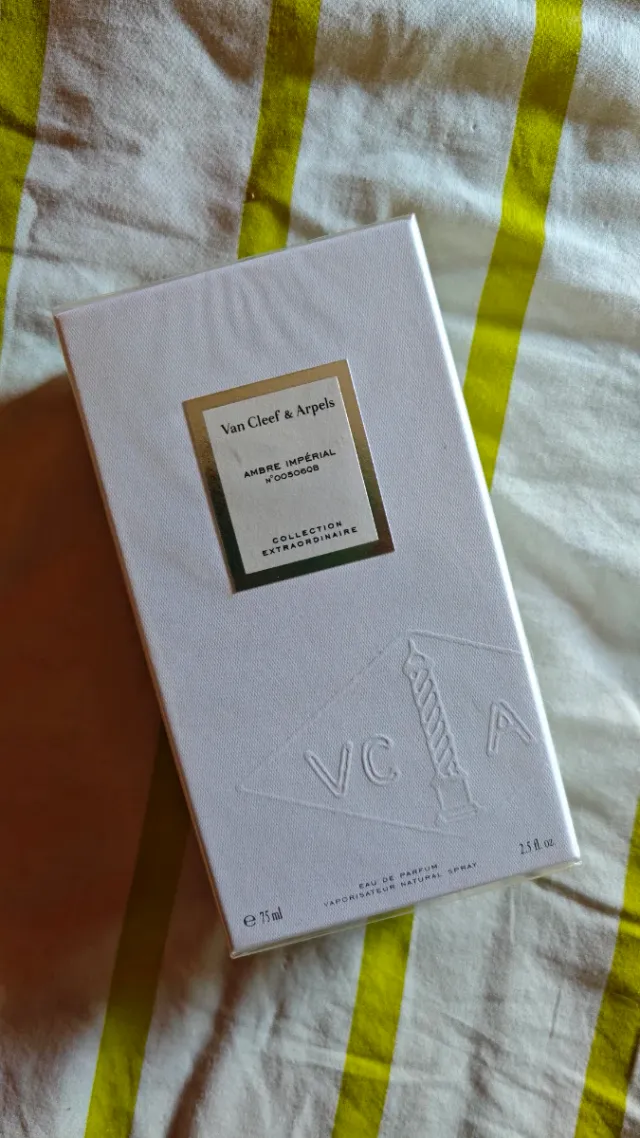 Van Cleef & Arpels
AMBRE IMPÉRIAL
N°0050608
COLLECTION
EXTRAORDINAIRE
VC A
EAU DE PARFUM
VAPORISATEUR NATURAL SPRAY
℮ 75 ml
2.5 fl. oz.